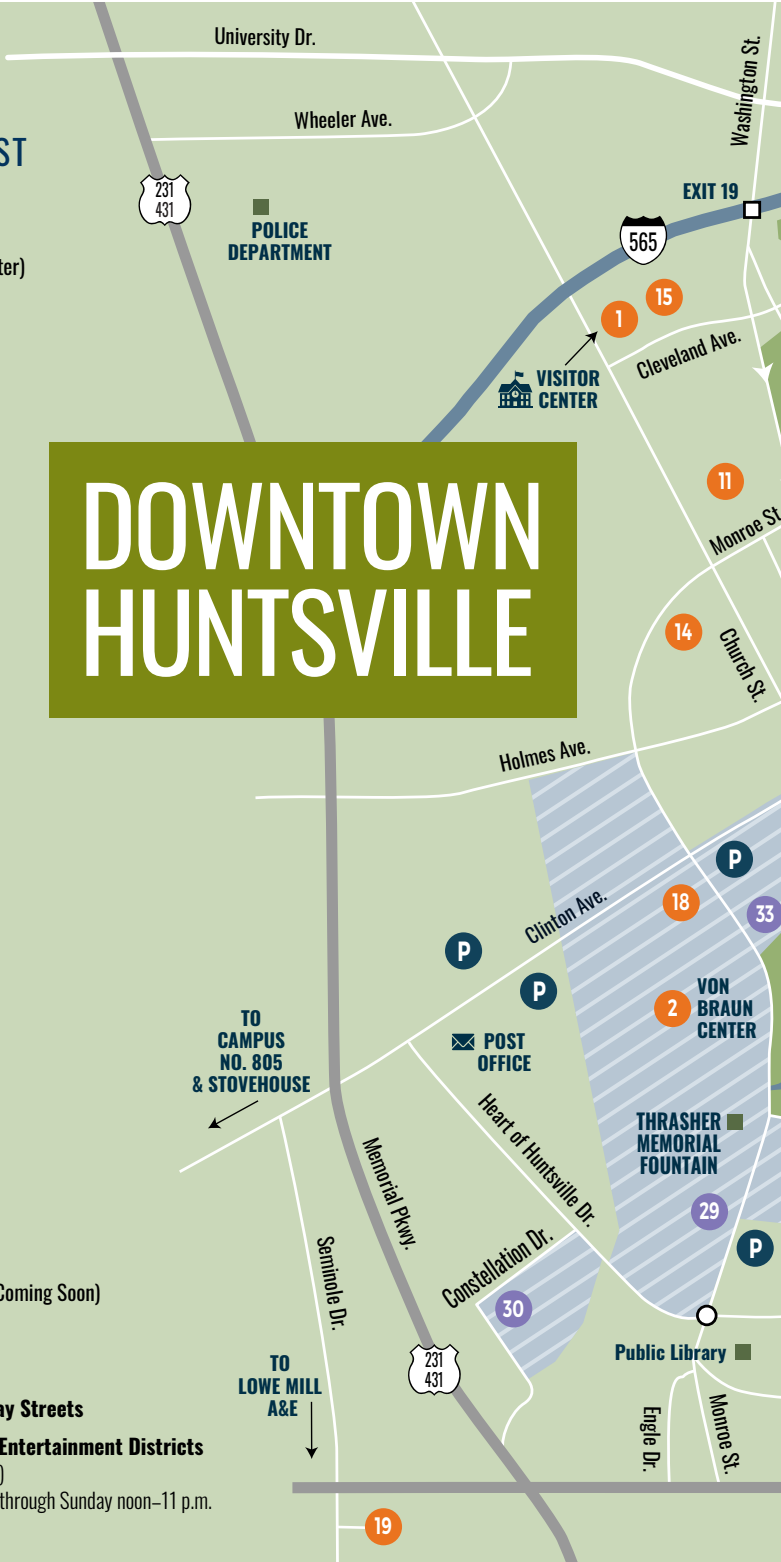 University Dr.
Washington St.
Wheeler Ave.
ST
EXIT 19
231
431
POLICE
DEPARTMENT
565
ter)
15
1
Cleveland Ave.
VISITOR
CENTER
11
DOWNTOWN
HUNTSVILLE
Monroe St
14
Church St.
Holmes Ave.
P
18
33
Clinton Ave.
P
P
VON
BRAUN
CENTER
2
TO
CAMPUS
NO. 805
& STOVEHOUSE
POST
OFFICE
Heart of Huntsville Dr.
THRASHER
MEMORIAL
FOUNTAIN
Memorial Pkwy.
29
P
Seminole Dr.
Constellation Dr.
Coming Soon)
30
Public Library
231
431
TO
LOWE MILL
A&E
ay Streets
Engle Dr.
Monroe St.
Entertainment Districts
)
through Sunday noon–11 p.m.
19